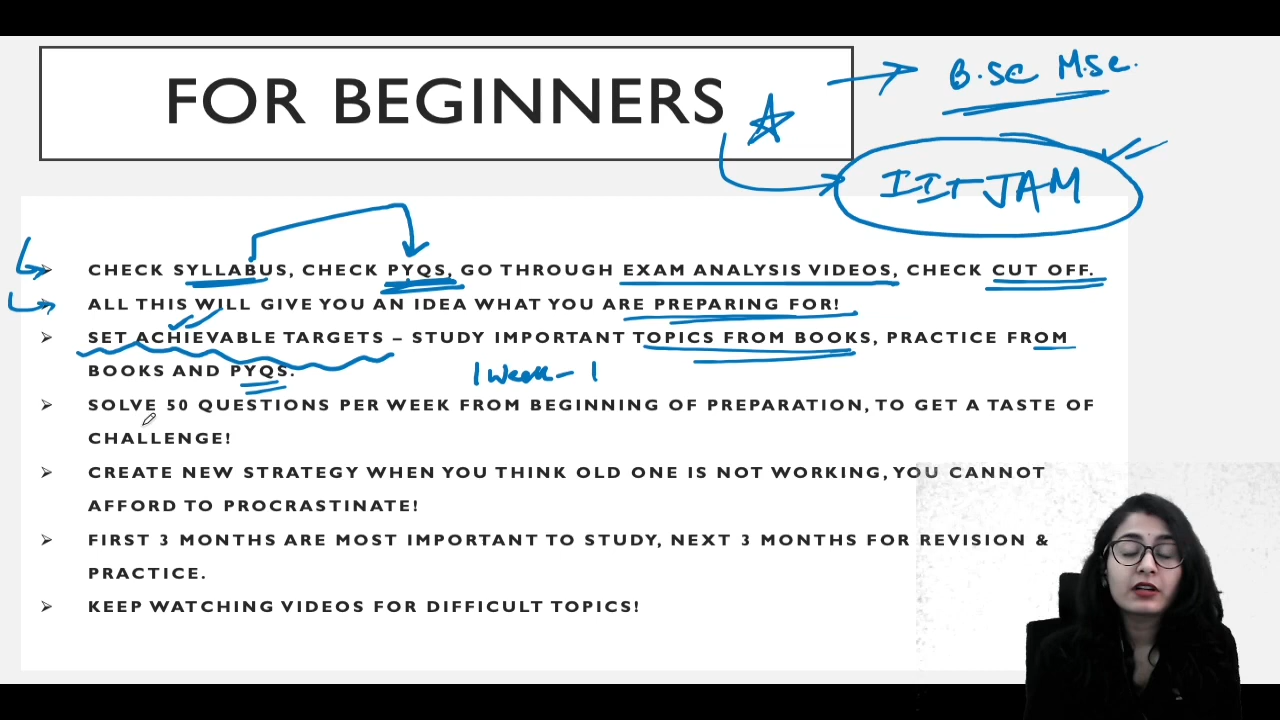 FOR BEGINNERS
B.Sc M.Sc.
IIT JAM
CHECK SYLLABUS, CHECK PYQS, GO THROUGH EXAM ANALYSIS VIDEOS, CHECK CUT OFF.
ALL THIS WILL GIVE YOU AN IDEA WHAT YOU ARE PREPARING FOR!
SET ACHIEVABLE TARGETS – STUDY IMPORTANT TOPICS FROM BOOKS, PRACTICE FROM
BOOKS AND PYQS.
1 Week - 1
SOLVE 50 QUESTIONS PER WEEK FROM BEGINNING OF PREPARATION, TO GET A TASTE OF
CHALLENGE!
CREATE NEW STRATEGY WHEN YOU THINK OLD ONE IS NOT WORKING, YOU CANNOT
AFFORD TO PROCRASTINATE!
FIRST 3 MONTHS ARE MOST IMPORTANT TO STUDY, NEXT 3 MONTHS FOR REVISION &
PRACTICE.
KEEP WATCHING VIDEOS FOR DIFFICULT TOPICS!